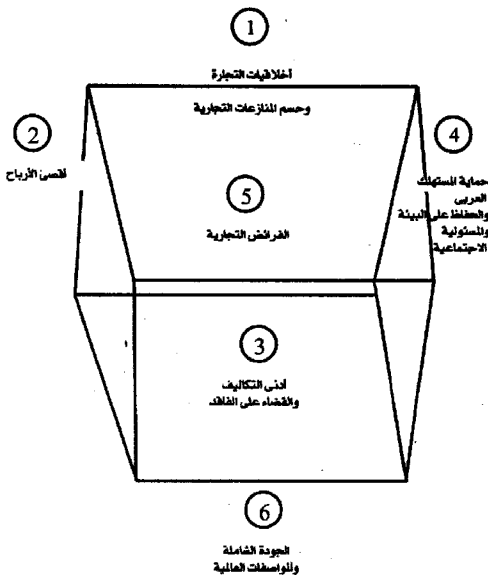 1
أخلاقيات التجارة
وحسم المنازعات التجارية
2
أقصى الأرباح
4
حماية المستهلك
العربى
والحفاظ على البيئة
والمسئولية
الاجتماعية
5
الفرائض التجارية
3
أدنى التكاليف
والقضاء على الفاقد
6
الجودة الشاملة
والمواصفات العالمية